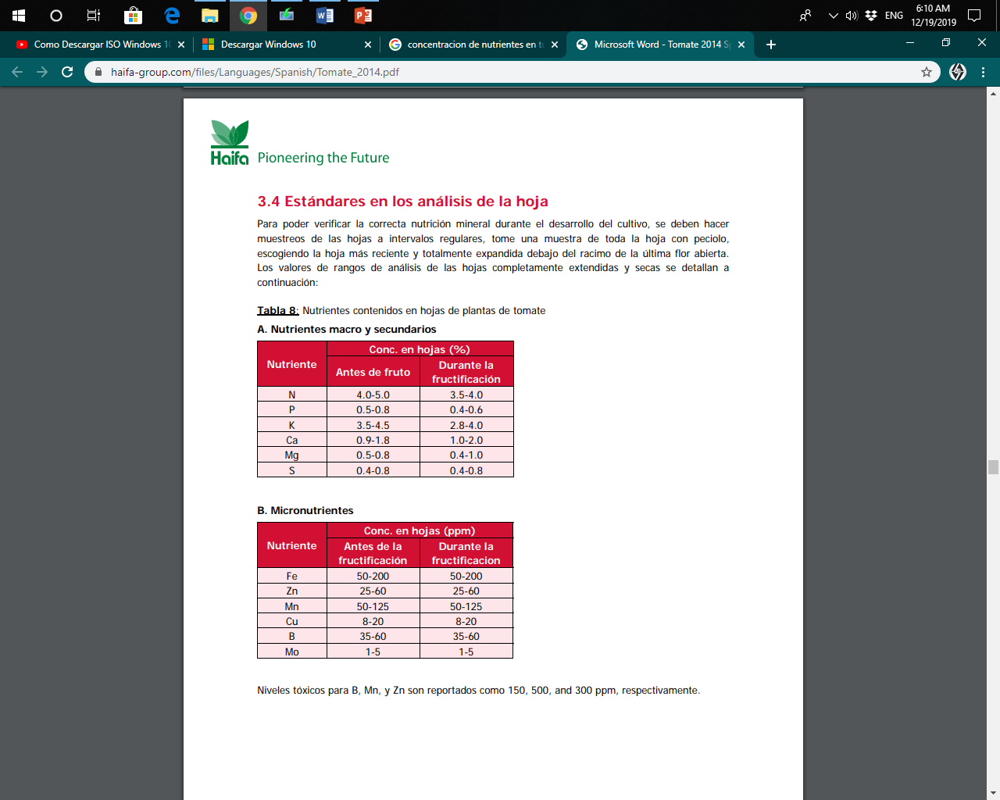 6:10 AM
ENG
12/19/2019
Como Descargar ISO Windows 1
Descargar Windows 10
concentracion de nutrientes en t
Microsoft Word - Tomate 2014 S
haifa-group.com/files/Languages/Spanish/Tomate_2014.pdf
Haifa Pioneering the Future
3.4 Estándares en los análisis de la hoja
Para poder verificar la correcta nutrición mineral durante el desarrollo del cultivo, se deben hacer
muestreos de las hojas a intervalos regulares, tome una muestra de toda la hoja con peciolo,
escogiendo la hoja más reciente y totalmente expandida debajo del racimo de la última flor abierta.
Los valores de rangos de análisis de las hojas completamente extendidas y secas se detallan a
continuación:
Tabla 8: Nutrientes contenidos en hojas de plantas de tomate
A. Nutrientes macro y secundarios
Nutriente Conc. en hojas (%)
Antes de fruto Durante la
fructificación
N 4.0-5.0 3.5-4.0
P 0.5-0.8 0.4-0.6
K 3.5-4.5 2.8-4.0
Ca 0.9-1.8 1.0-2.0
Mg 0.5-0.8 0.4-1.0
S 0.4-0.8 0.4-0.8
B. Micronutrientes
Nutriente Conc. en hojas (ppm)
Antes de la Durante la
fructificación fructificacion
Fe 50-200 50-200
Zn 25-60 25-60
Mn 50-125 50-125
Cu 8-20 8-20
B 35-60 35-60
Mo 1-5 1-5
Niveles tóxicos para B, Mn, y Zn son reportados como 150, 500, and 300 ppm, respectivamente.